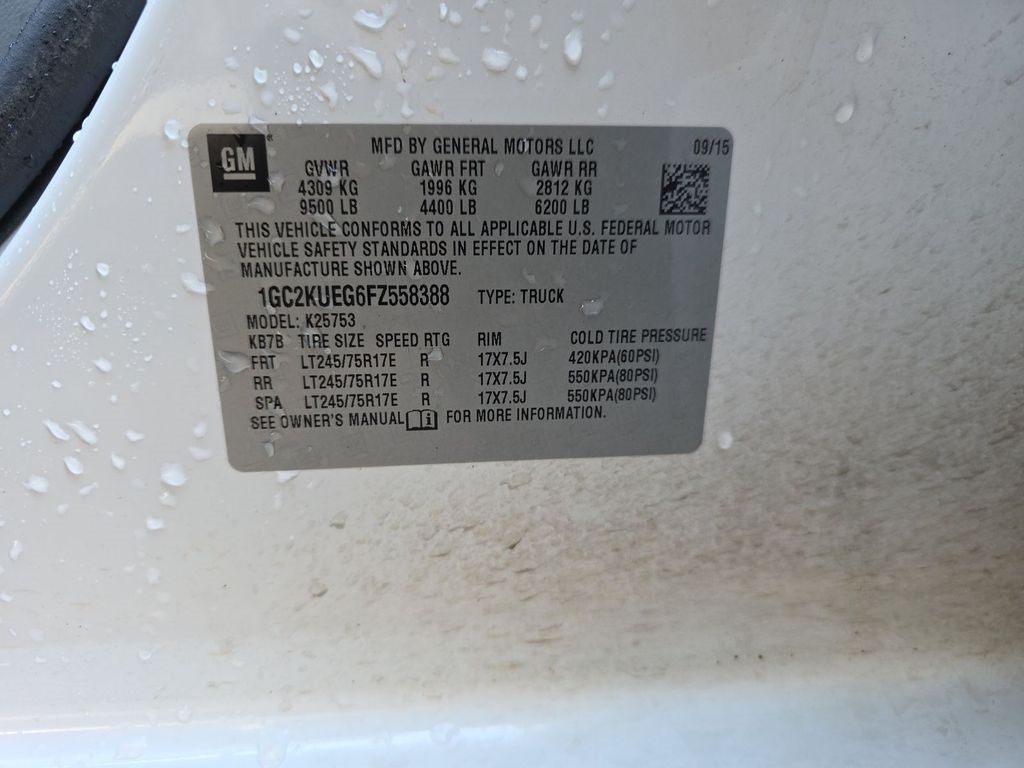 GM ® MFD BY GENERAL MOTORS LLC 09/15
GVWR GAWR FRT GAWR RR
4309 KG 1996 KG 2812 KG
9500 LB 4400 LB 6200 LB
THIS VEHICLE CONFORMS TO ALL APPLICABLE U.S. FEDERAL MOTOR
VEHICLE SAFETY STANDARDS IN EFFECT ON THE DATE OF
MANUFACTURE SHOWN ABOVE.
1GC2KUEG6FZ558388 TYPE: TRUCK
MODEL: K25753
KB7B TIRE SIZE SPEED RTG RIM COLD TIRE PRESSURE
FRT LT245/75R17E R 17X7.5J 420KPA(60PSI)
RR LT245/75R17E R 17X7.5J 550KPA(80PSI)
SPA LT245/75R17E R 17X7.5J 550KPA(80PSI)
SEE OWNER'S MANUAL FOR MORE INFORMATION.